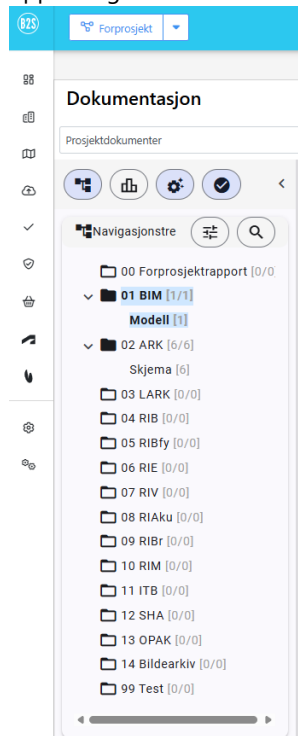 B2S
Forprosjekt
Dokumentasjon
Prosjektdokumenter
Navigasjonstre
00 Forprosjektrapport [0/0
01 BIM [1/1]
Modell [1]
02 ARK [6/6]
Skjema [6]
03 LARK [0/0]
04 RIB [0/0]
05 RIBfy [0/0]
06 RIE [0/0]
07 RIV [0/0]
08 RIAku [0/0]
09 RIBr [0/0]
10 RIM [0/0]
11 ITB [0/0]
12 SHA [0/0]
13 OPAK [0/0]
14 Bildearkiv [0/0]
99 Test [0/0]